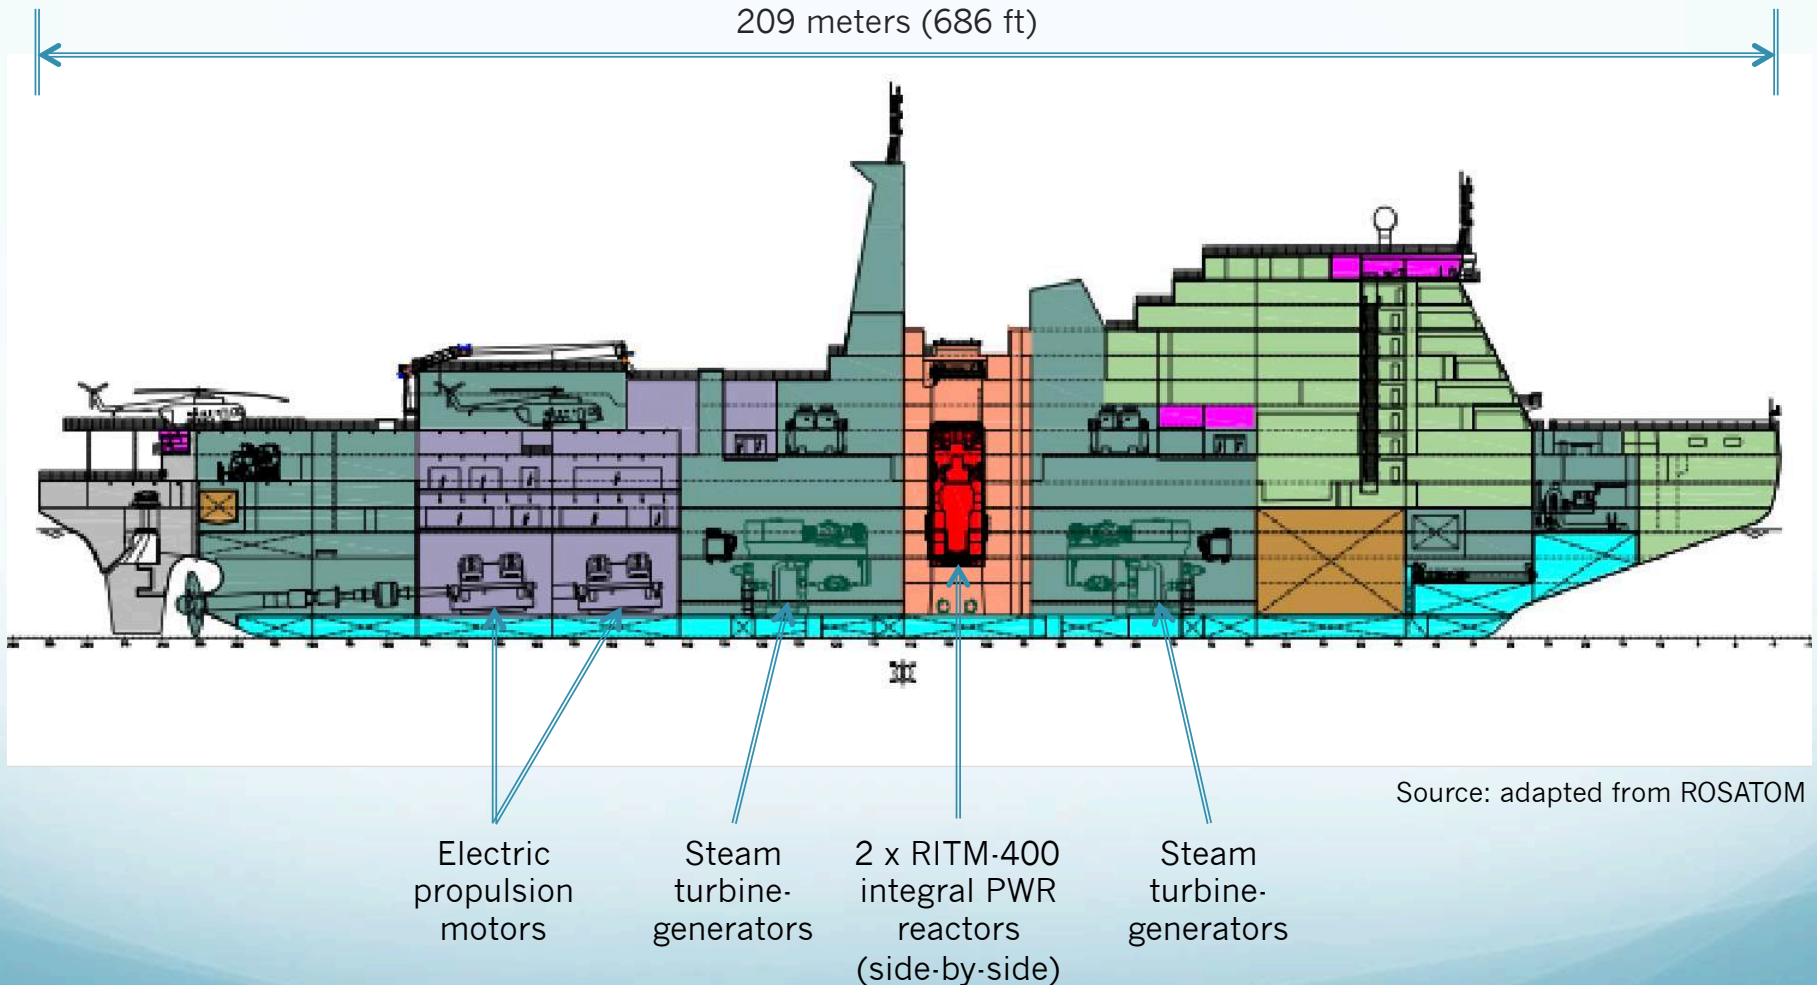 209 meters (686 ft)
Source: adapted from ROSATOM
Electric
propulsion
motors
Steam
turbine-
generators
2 x RITM-400
integral PWR
reactors
(side-by-side)
Steam
turbine-
generators